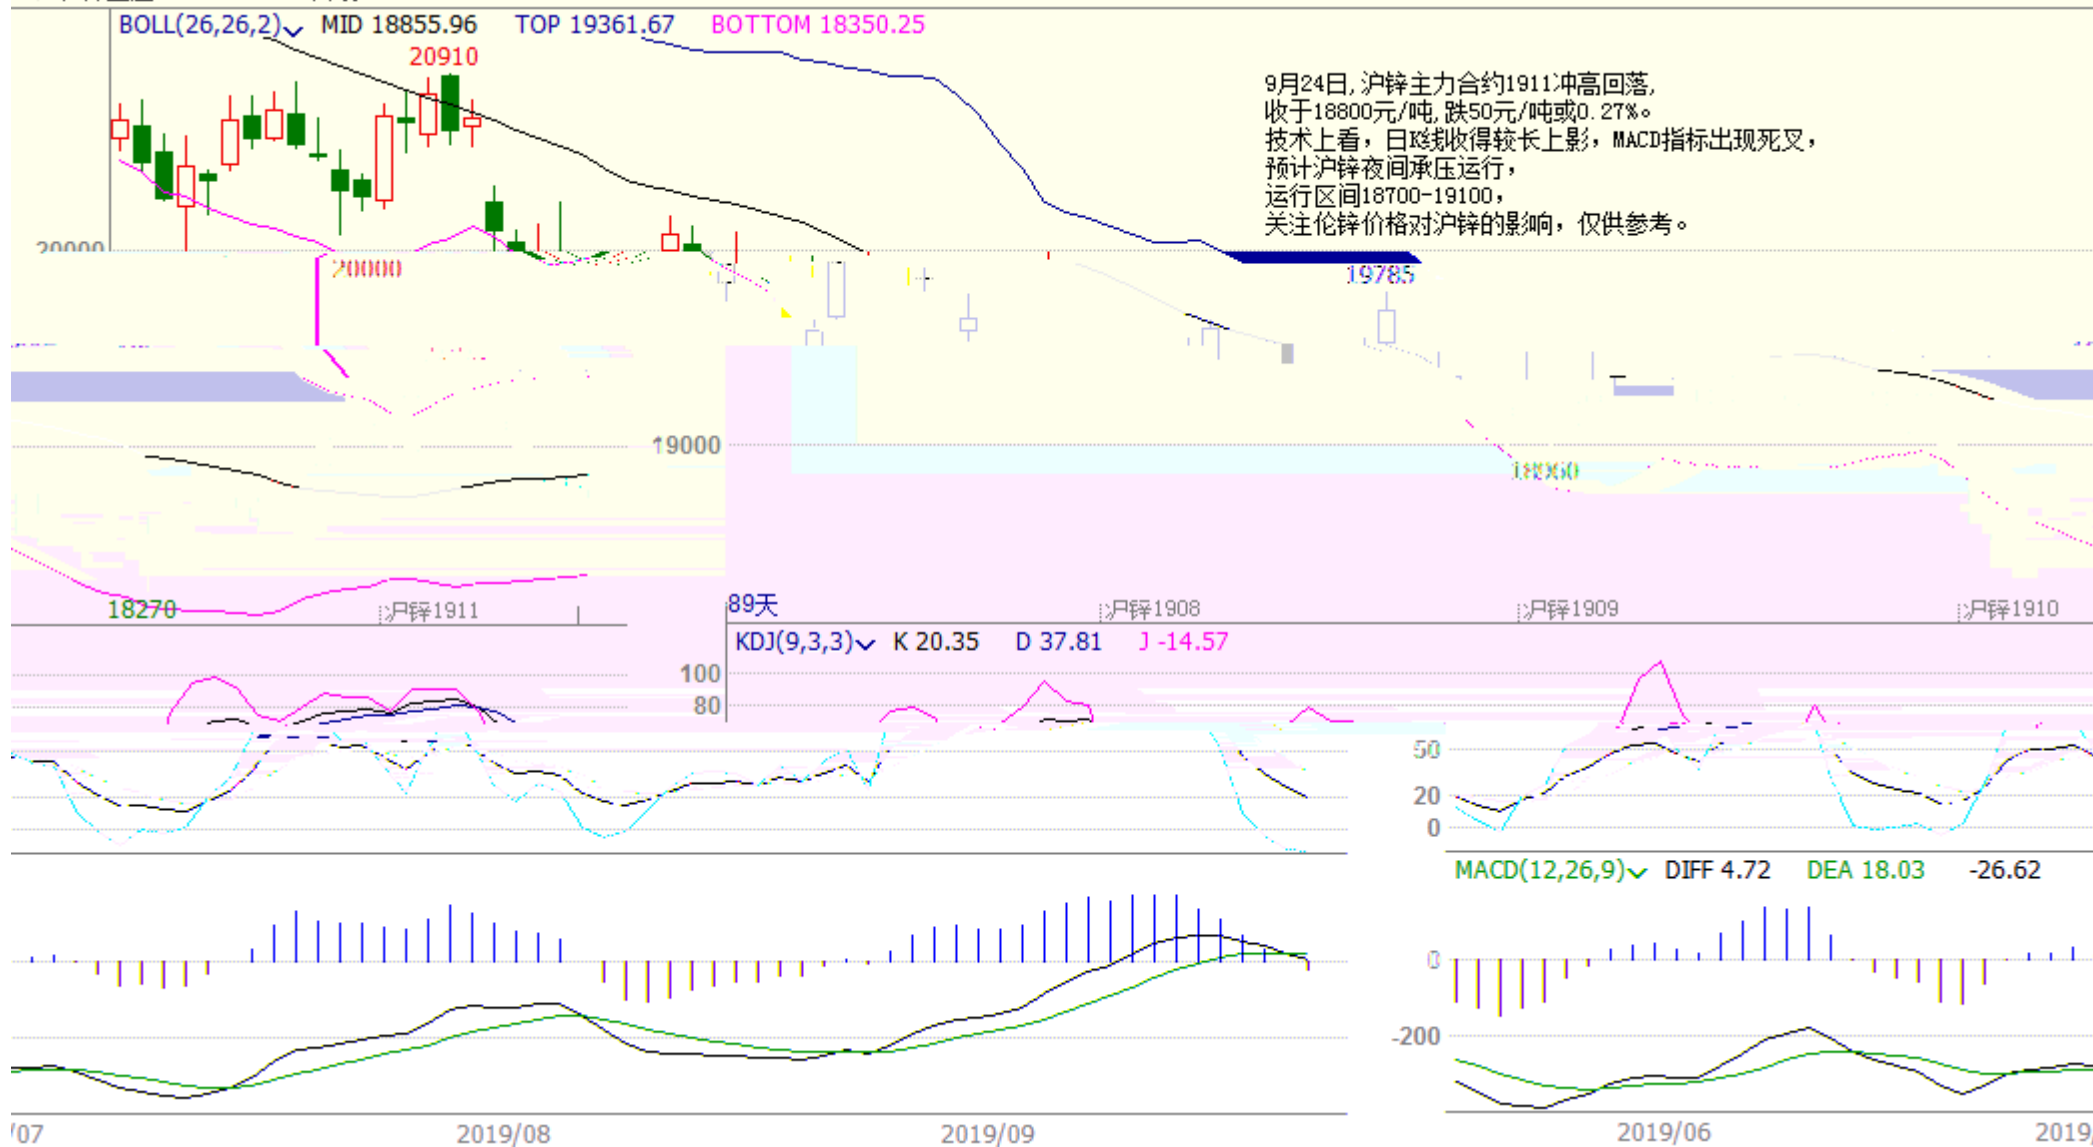 BOLL(26,26,2) MID 18855.96 TOP 19361.67 BOTTOM 18350.25
20910
9月24日,沪锌主力合约1911冲高回落,
收于18800元/吨,跌50元/吨或0.27%。
技术上看，日K线收得较长上影，MACD指标出现死叉，
预计沪锌夜间承压运行，
运行区间18700-19100，
关注伦锌价格对沪锌的影响，仅供参考。
20000
20000
19785
19000
18270
沪锌1911
89天
沪锌1908
沪锌1909
沪锌1910
KDJ(9,3,3) K 20.35 D 37.81 J -14.57
100
80
50
20
0
MACD(12,26,9) DIFF 4.72 DEA 18.03 -26.62
0
-200
/07
2019/08
2019/09
2019/06
2019/